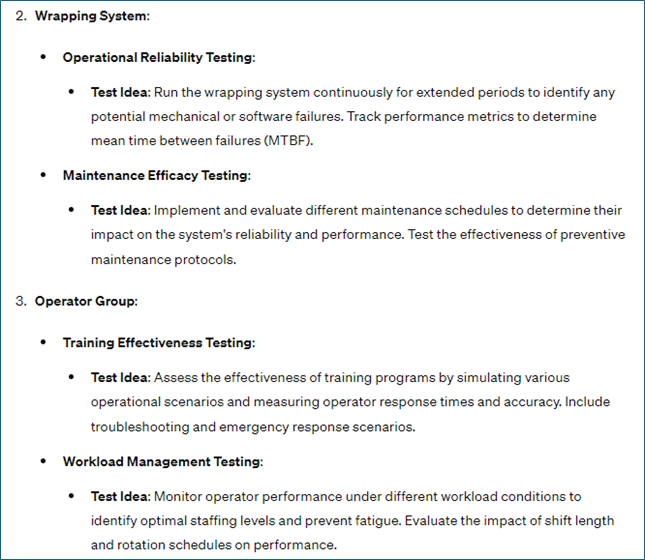 2. Wrapping System:
• Operational Reliability Testing:
• Test Idea: Run the wrapping system continuously for extended periods to identify any
potential mechanical or software failures. Track performance metrics to determine
mean time between failures (MTBF).
• Maintenance Efficacy Testing:
• Test Idea: Implement and evaluate different maintenance schedules to determine their
impact on the system's reliability and performance. Test the effectiveness of preventive
maintenance protocols.
3. Operator Group:
• Training Effectiveness Testing:
• Test Idea: Assess the effectiveness of training programs by simulating various
operational scenarios and measuring operator response times and accuracy. Include
troubleshooting and emergency response scenarios.
• Workload Management Testing:
• Test Idea: Monitor operator performance under different workload conditions to
identify optimal staffing levels and prevent fatigue. Evaluate the impact of shift length
and rotation schedules on performance.